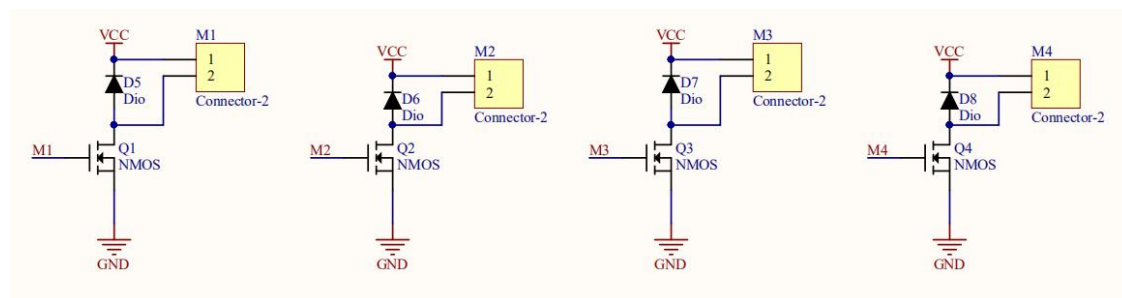 VCC
M1
1
2
D5
Dio
Connector-2
M1
Q1
NMOS
GND
VCC
M2
1
2
D6
Dio
Connector-2
M2
Q2
NMOS
GND
VCC
M3
1
2
D7
Dio
Connector-2
M3
Q3
NMOS
GND
VCC
M4
1
2
D8
Dio
Connector-2
M4
Q4
NMOS
GND